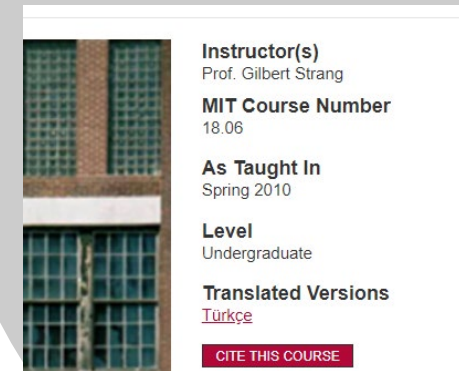 Instructor(s)
Prof. Gilbert Strang
MIT Course Number
18.06
As Taught In
Spring 2010
Level
Undergraduate
Translated Versions
Türkçe
CITE THIS COURSE